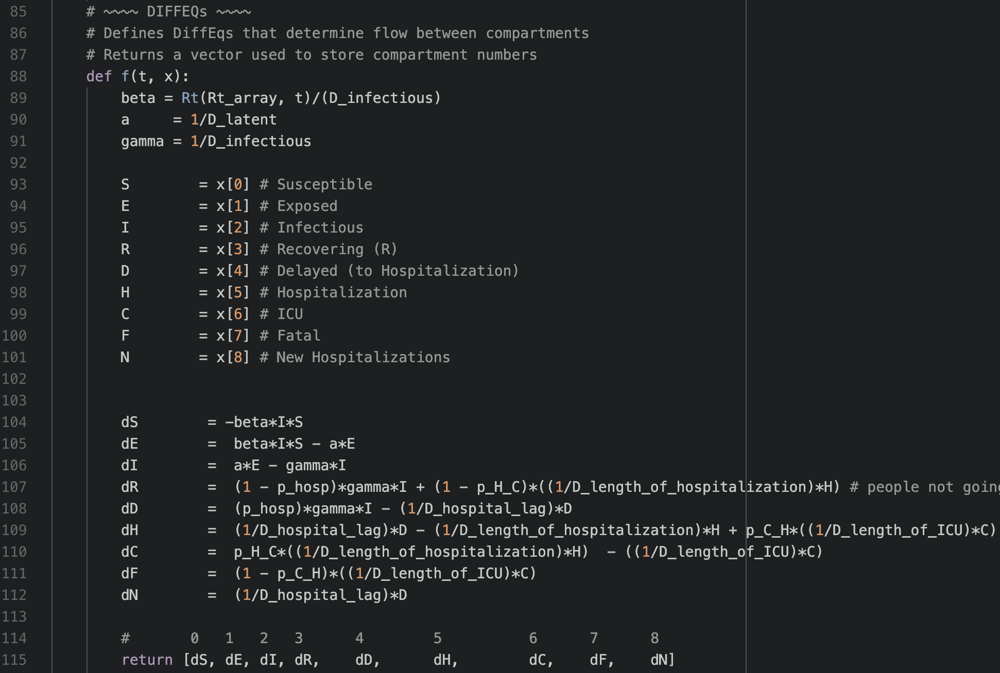 85 # ~~~~ DIFFEQs ~~~~
86 # Defines DiffEqs that determine flow between compartments
87 # Returns a vector used to store compartment numbers
88 def f(t, x):
89 beta = Rt(Rt_array, t)/(D_infectious)
90 a     = 1/D_latent
91 gamma = 1/D_infectious
92
93 S        = x[0] # Susceptible
94 E        = x[1] # Exposed
95 I        = x[2] # Infectious
96 R        = x[3] # Recovering (R)
97 D        = x[4] # Delayed (to Hospitalization)
98 H        = x[5] # Hospitalization
99 C        = x[6] # ICU
100 F        = x[7] # Fatal
101 N        = x[8] # New Hospitalizations
102
103
104 dS        = -beta*I*S
105 dE        =  beta*I*S - a*E
106 dI        =  a*E - gamma*I
107 dR        =  (1 - p_hosp)*gamma*I + (1 - p_H_C)*((1/D_length_of_hospitalization)*H) # people not going
108 dD        =  (p_hosp)*gamma*I - (1/D_hospital_lag)*D
109 dH        =  (1/D_hospital_lag)*D - (1/D_length_of_hospitalization)*H + p_C_H*((1/D_length_of_ICU)*C)
110 dC        =  p_H_C*((1/D_length_of_hospitalization)*H)  - ((1/D_length_of_ICU)*C)
111 dF        =  (1 - p_C_H)*((1/D_length_of_ICU)*C)
112 dN        =  (1/D_hospital_lag)*D
113
114 #       0   1   2   3      4        5          6      7      8
115 return [dS, dE, dI, dR,    dD,      dH,        dC,    dF,    dN]